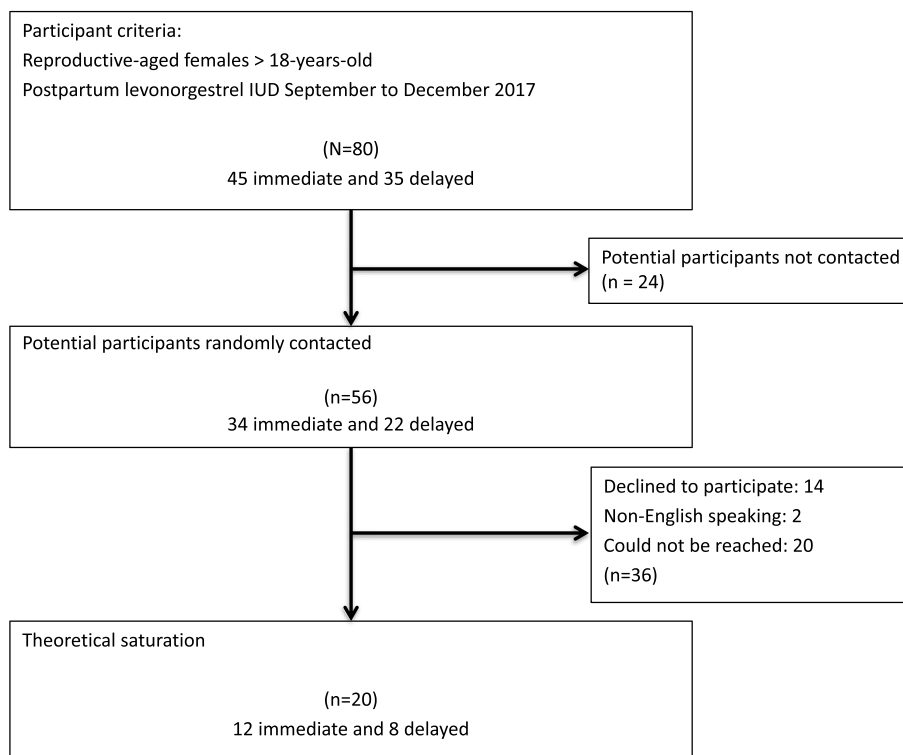 Participant criteria:
Reproductive-aged females > 18-years-old
Postpartum levonorgestrel IUD September to December 2017
(N=80)
45 immediate and 35 delayed
Potential participants not contacted
(n = 24)
Potential participants randomly contacted
(n=56)
34 immediate and 22 delayed
Declined to participate: 14
Non-English speaking: 2
Could not be reached: 20
(n=36)
Theoretical saturation
(n=20)
12 immediate and 8 delayed